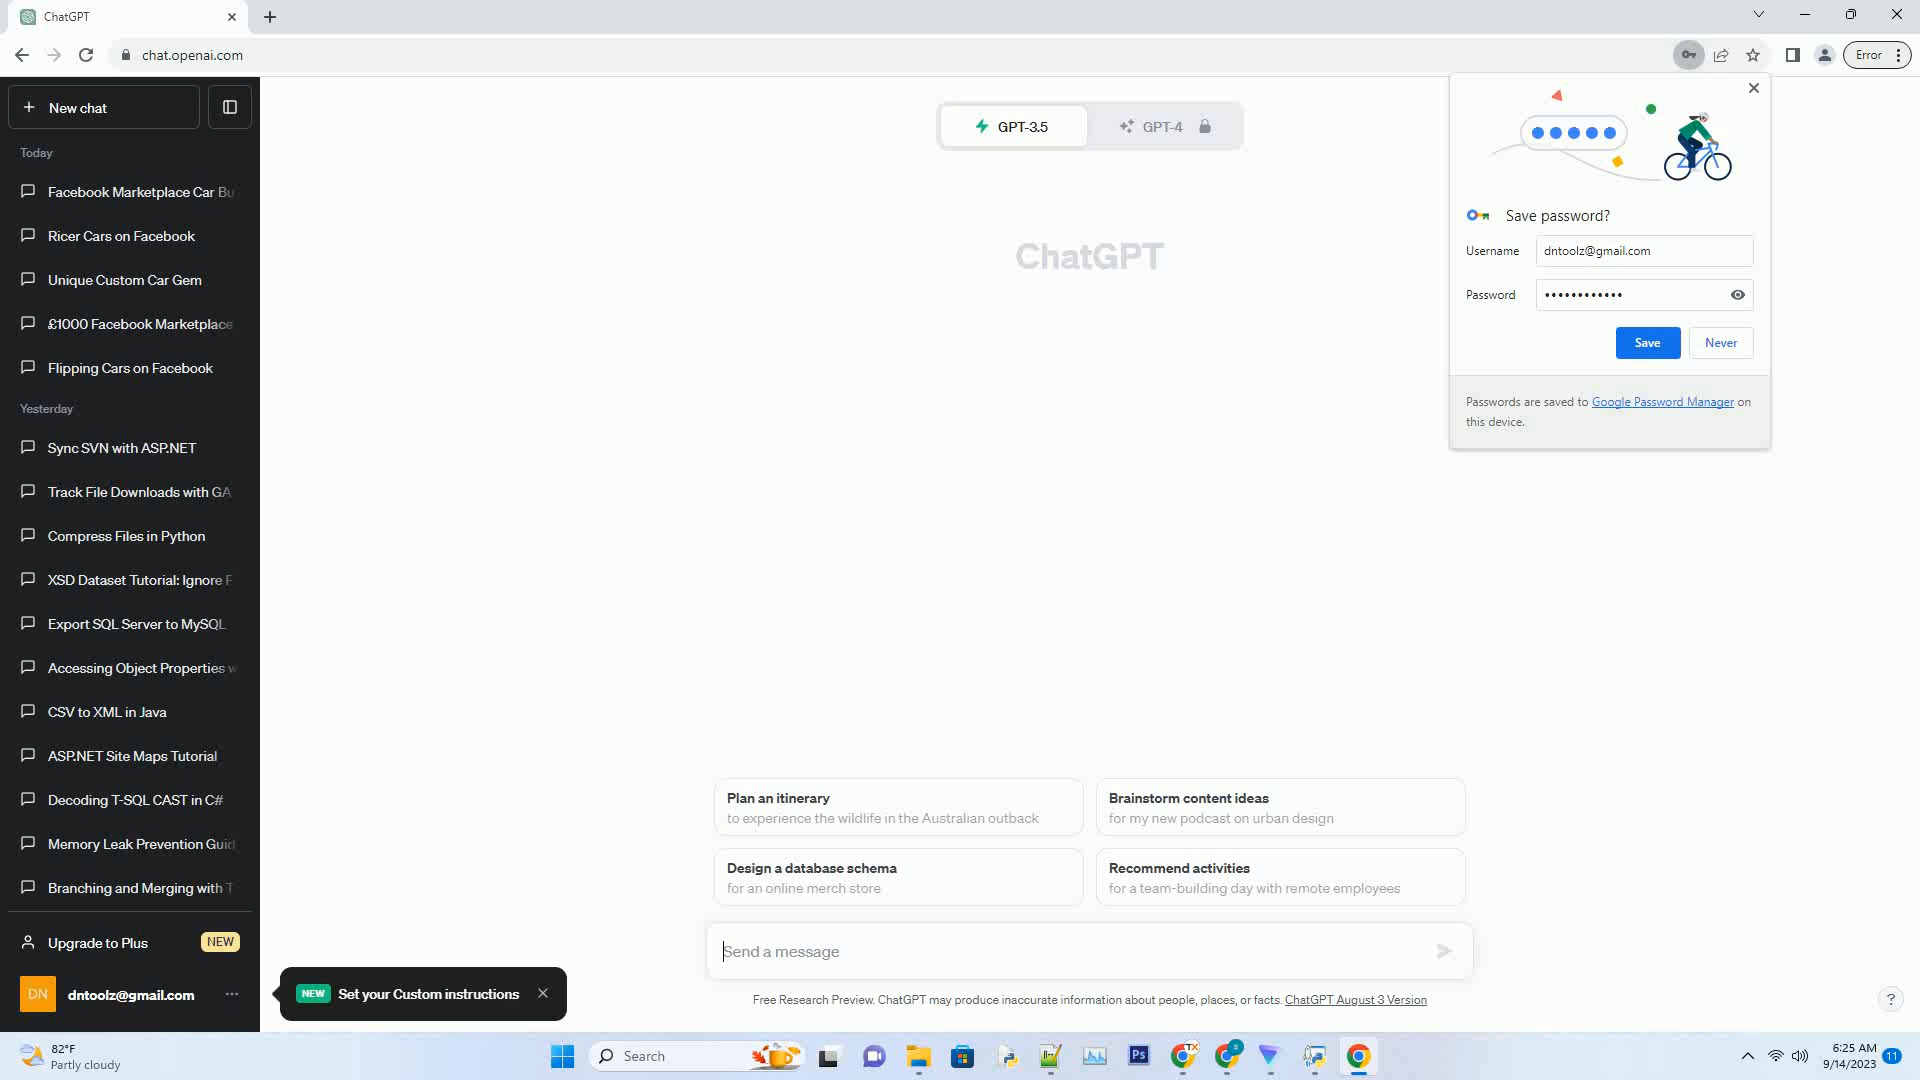 ChatGPT
chat.openai.com
Error
New chat
Today
Facebook Marketplace Car Bu
Ricer Cars on Facebook
Unique Custom Car Gem
£1000 Facebook Marketplace
Flipping Cars on Facebook
Yesterday
Sync SVN with ASP.NET
Track File Downloads with GA
Compress Files in Python
XSD Dataset Tutorial: Ignore F
Export SQL Server to MySQL
Accessing Object Properties w
CSV to XML in Java
ASP.NET Site Maps Tutorial
Decoding T-SQL CAST in C#
Memory Leak Prevention Guid
Branching and Merging with T
Upgrade to Plus NEW
DN dntoolz@gmail.com
NEW Set your Custom instructions
GPT-3.5 GPT-4
ChatGPT
Save password?
Username dntoolz@gmail.com
Password ••••••••••••
Save Never
Passwords are saved to Google Password Manager on
this device.
Plan an itinerary
to experience the wildlife in the Australian outback
Brainstorm content ideas
for my new podcast on urban design
Design a database schema
for an online merch store
Recommend activities
for a team-building day with remote employees
Send a message
Free Research Preview. ChatGPT may produce inaccurate information about people, places, or facts. ChatGPT August 3 Version
?
82°F
Partly cloudy
Search
Ps
TX
S
6:25 AM
9/14/2023
11